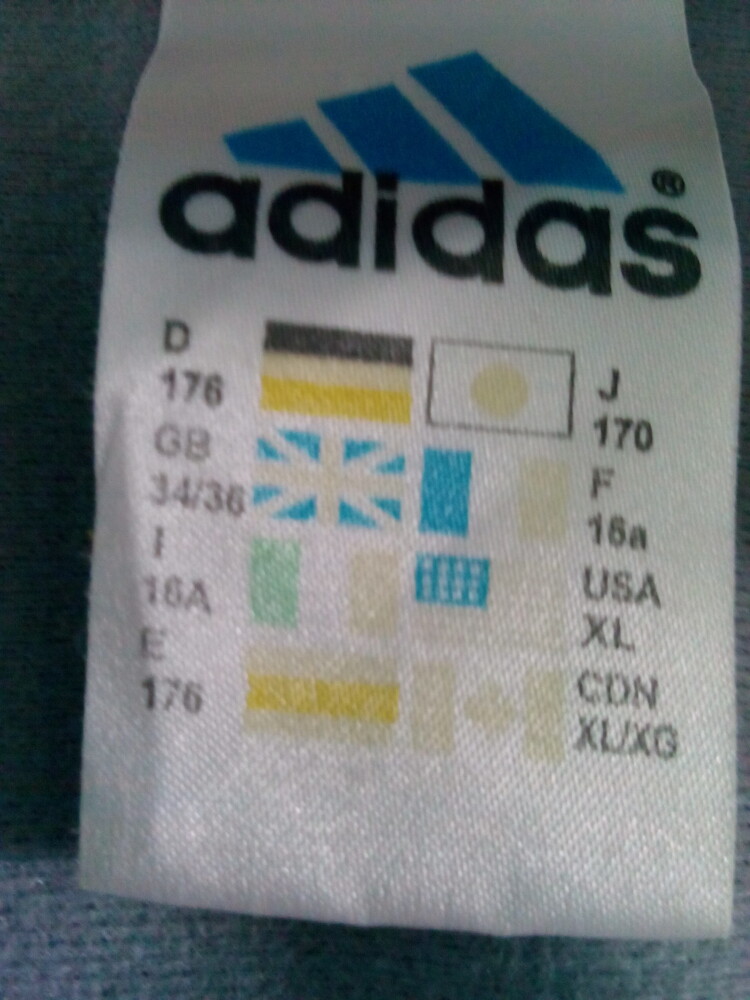 adidas®
D
176
GB
34/36
I
16A
E
176
J
170
F
16a
USA
XL
CDN
XL/XG